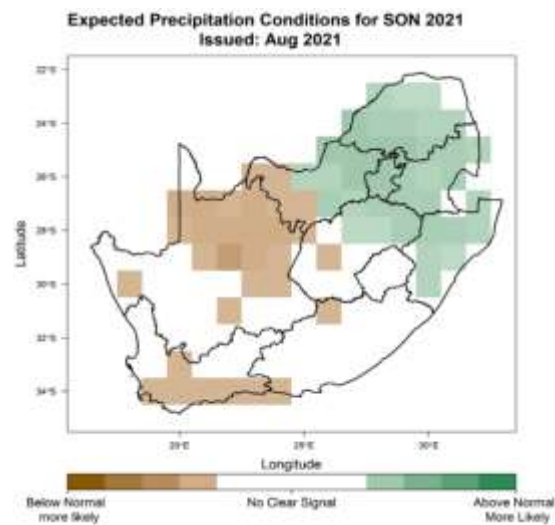 Expected Precipitation Conditions for SON 2021
Issued: Aug 2021
Latitude
22°S
24°S
26°S
28°S
30°S
32°S
34°S
20°E
25°E
30°E
Longitude
Below Normal
more likely
No Clear Signal
Above Normal
More Likely